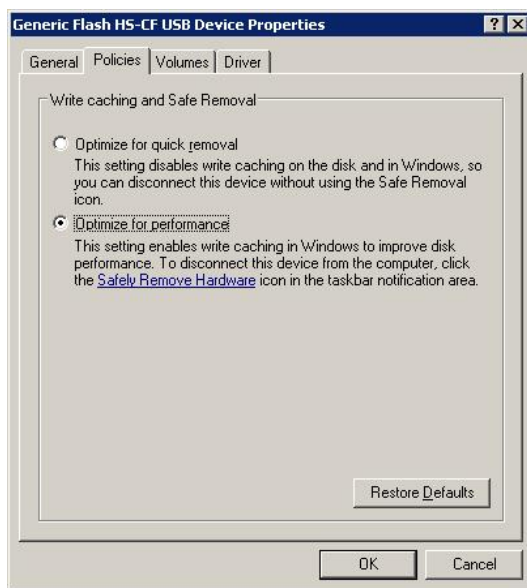 Generic Flash HS-CF USB Device Properties
General Policies Volumes Driver
Write caching and Safe Removal
Optimize for quick removal
This setting disables write caching on the disk and in Windows, so
you can disconnect this device without using the Safe Removal
icon.
Optimize for performance
This setting enables write caching in Windows to improve disk
performance. To disconnect this device from the computer, click
the Safely Remove Hardware icon in the taskbar notification area.
Restore Defaults
OK Cancel